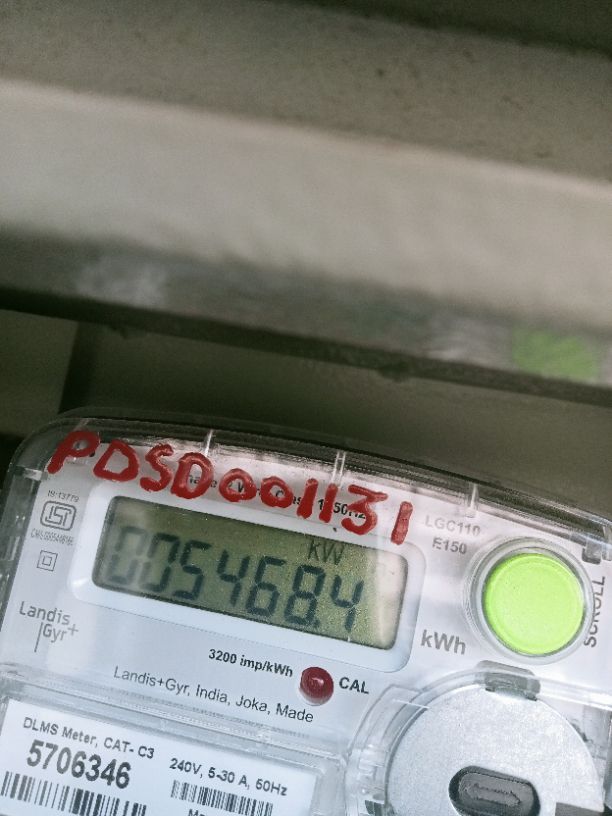 PDSD001131
IS 13779
LGC110
E150
kW
005468.4
SCROLL
Landis
Gyr+
kWh
3200 imp/kWh
CAL
Landis+Gyr, India, Joka, Made
DLMS Meter, CAT- C3
5706346
240V, 5-30 A, 50Hz